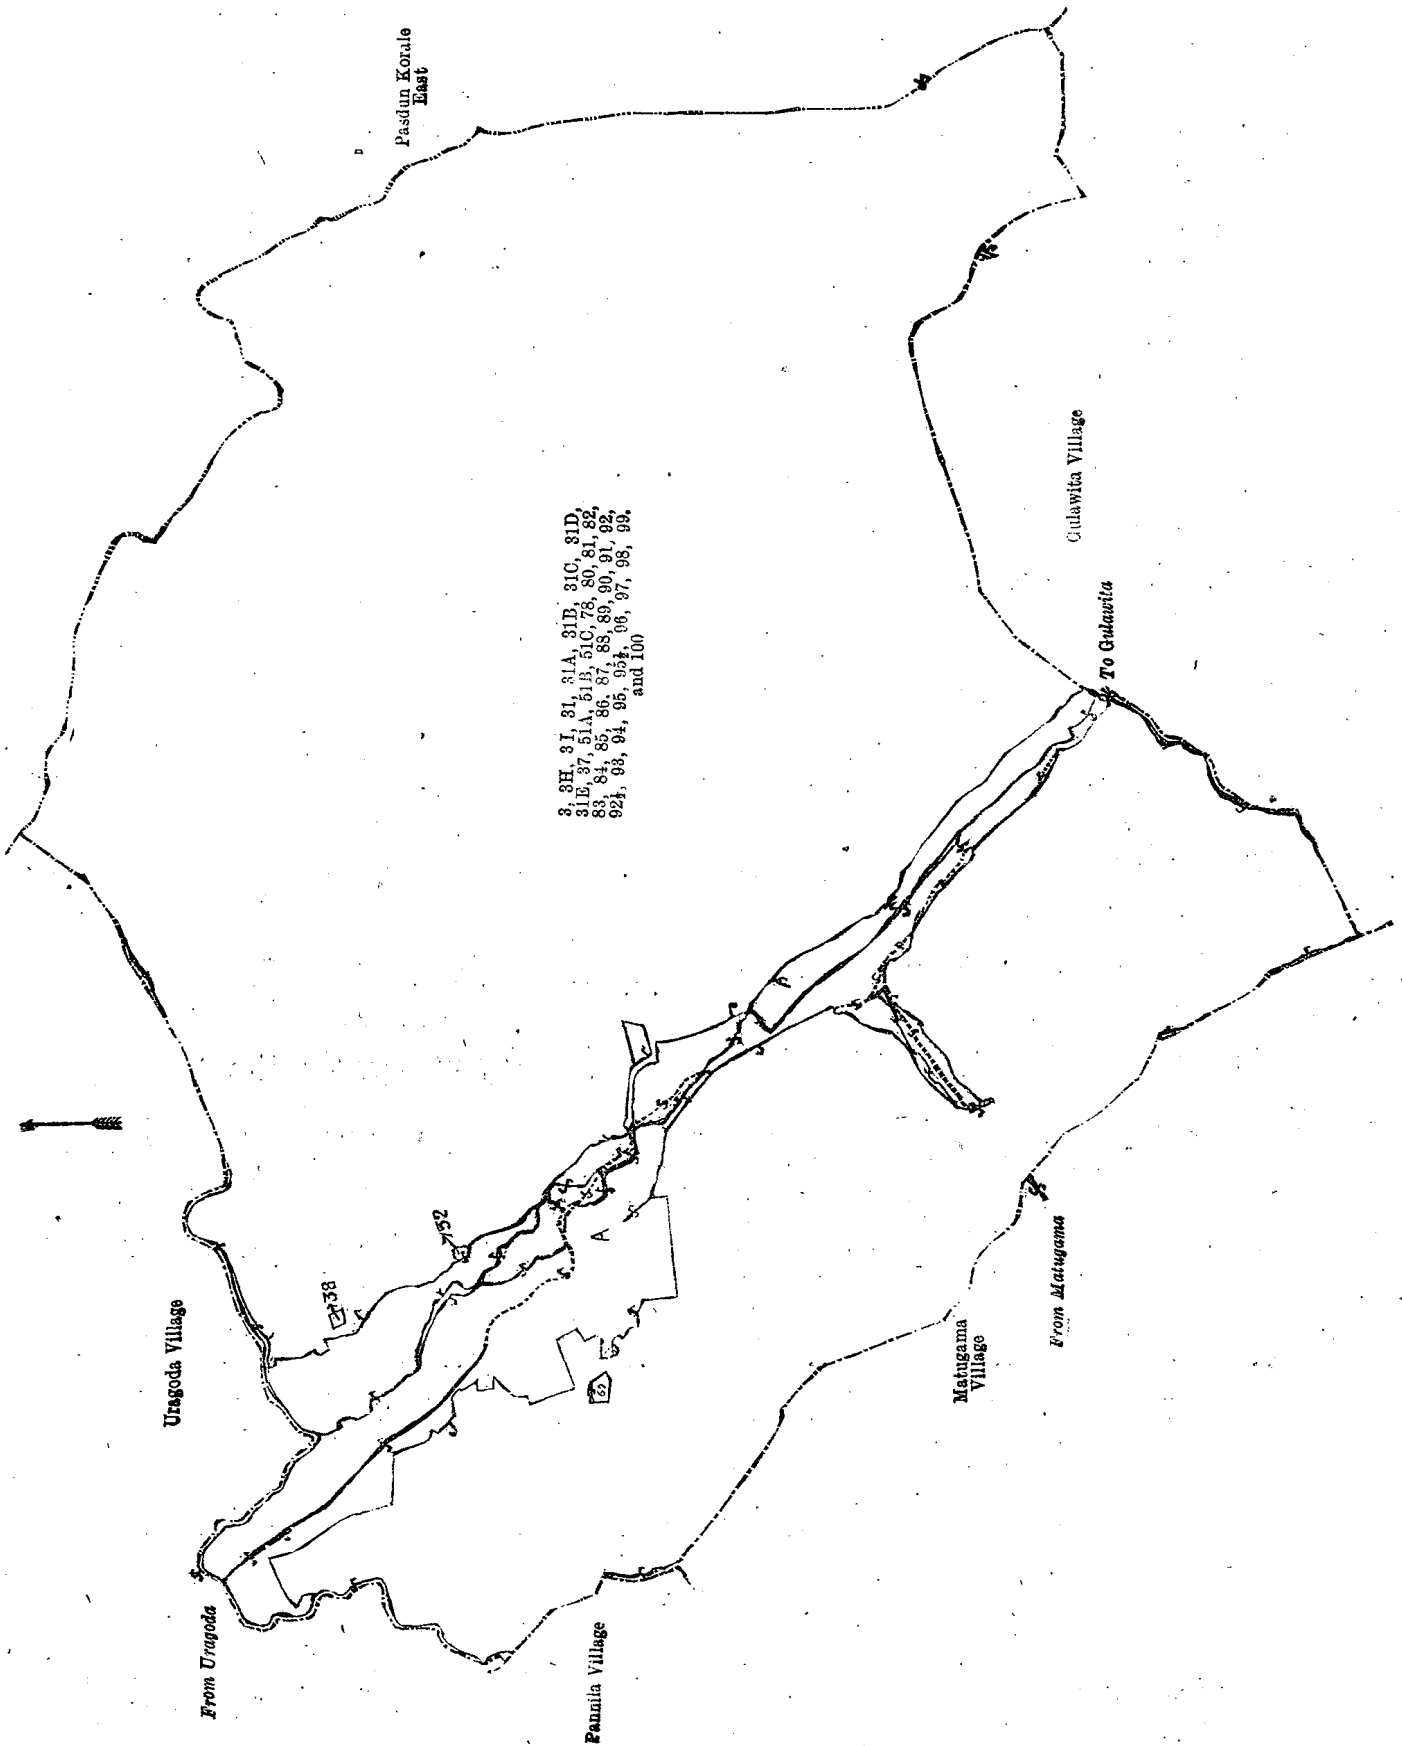 Pasdun Korale
East
Uragoda Village
From Uragoda
Pannila Village
38
52
A
62
3, 3H, 3I, 31, 31A, 31B, 31C, 31D,
31E, 37, 51A, 51B, 51C, 78, 80, 81, 82,
83, 84, 85, 86, 87, 88, 89, 90, 91, 92,
92½, 93, 94, 95, 95½, 96, 97, 98, 99,
and 100
Gulawita Village
To Gulawita
Matugama
Village
From Matugama